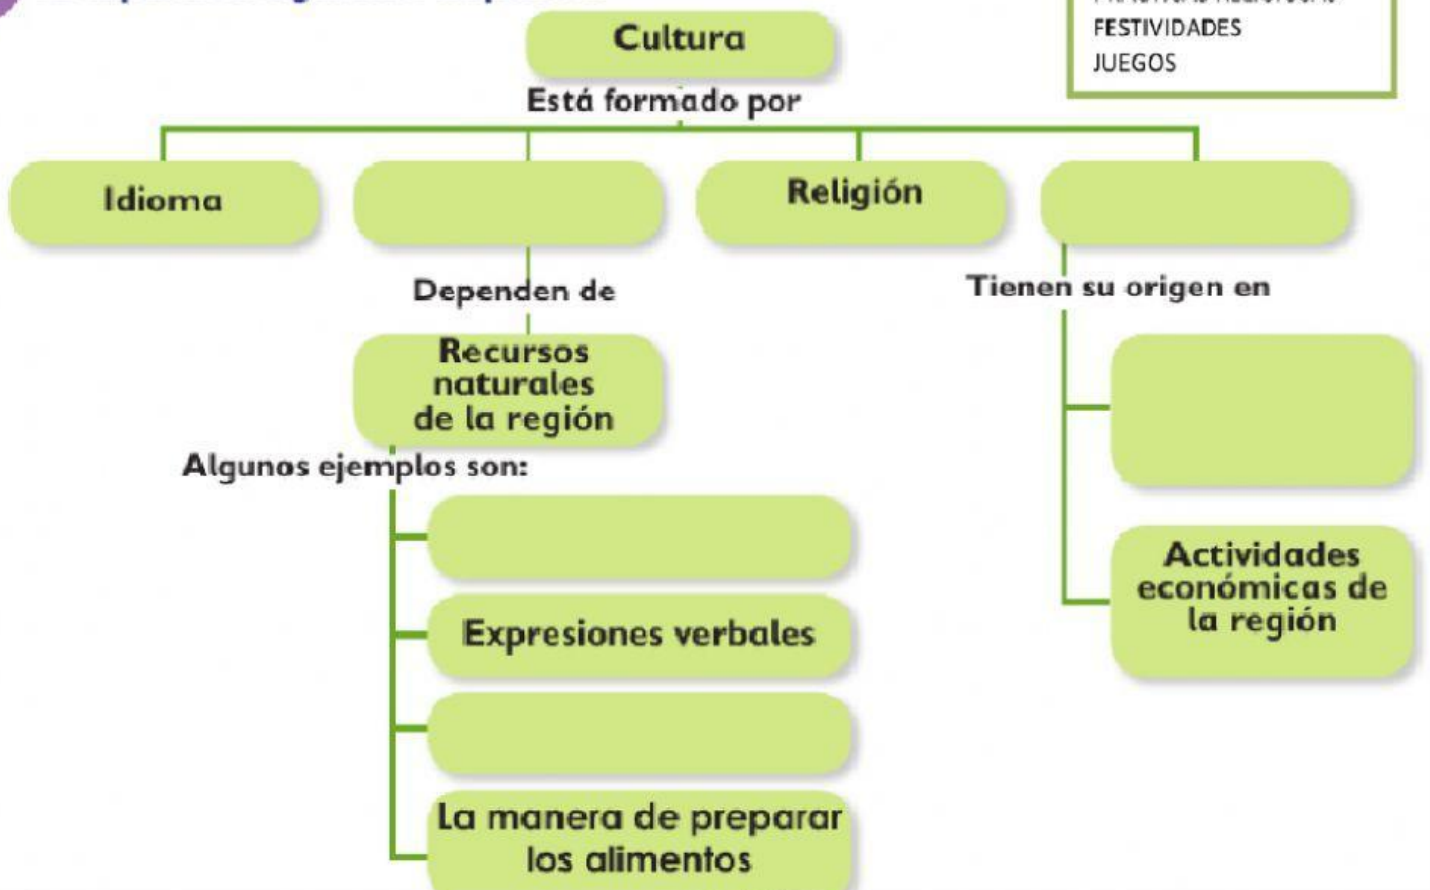 Cultura
FESTIVIDADES
JUEGOS
Está formado por
Idioma
Religión
Dependen de
Tienen su origen en
Recursos
naturales
de la región
Algunos ejemplos son:
Expresiones verbales
Actividades
económicas de
la región
La manera de preparar
los alimentos